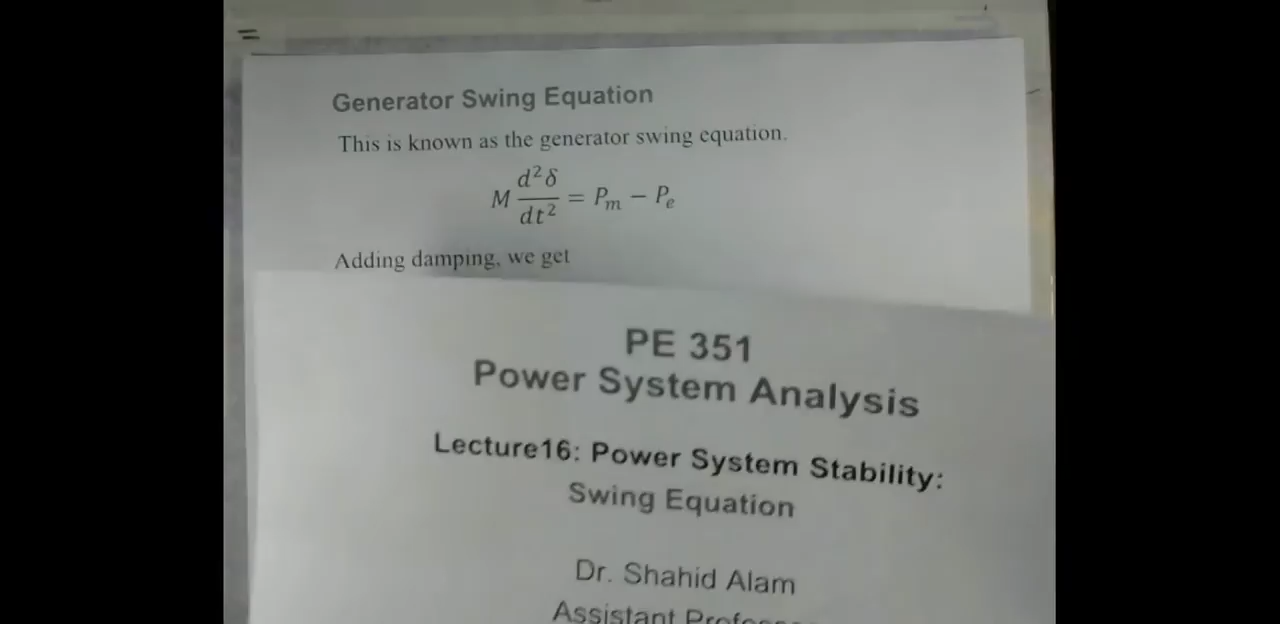 Generator Swing Equation
This is known as the generator swing equation.
M d²δ/dt² = Pₘ − Pₑ
Adding damping, we get
PE 351
Power System Analysis
Lecture16: Power System Stability:
Swing Equation
Dr. Shahid Alam
Assistant